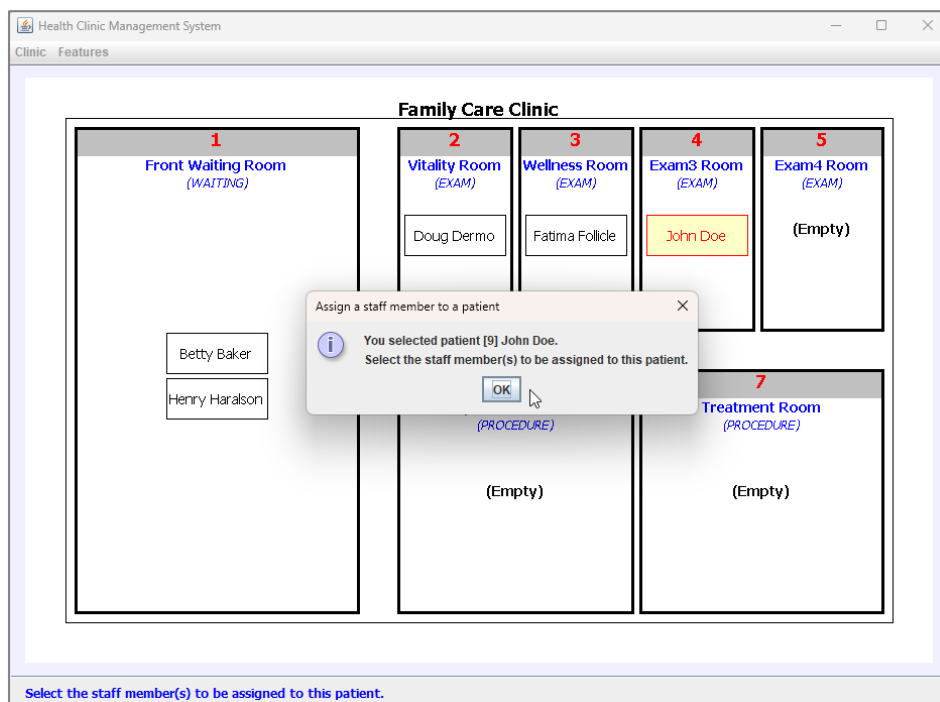 Health Clinic Management System
Clinic Features
Family Care Clinic
1
Front Waiting Room
(WAITING)
Betty Baker
Henry Haralson
2
Vitality Room
(EXAM)
Doug Dermo
3
Wellness Room
(EXAM)
Fatima Follicle
4
Exam3 Room
(EXAM)
John Doe
5
Exam4 Room
(EXAM)
(Empty)
Assign a staff member to a patient
You selected patient [9] John Doe.
Select the staff member(s) to be assigned to this patient.
OK
(PROCEDURE)
(Empty)
7
Treatment Room
(PROCEDURE)
(Empty)
Select the staff member(s) to be assigned to this patient.